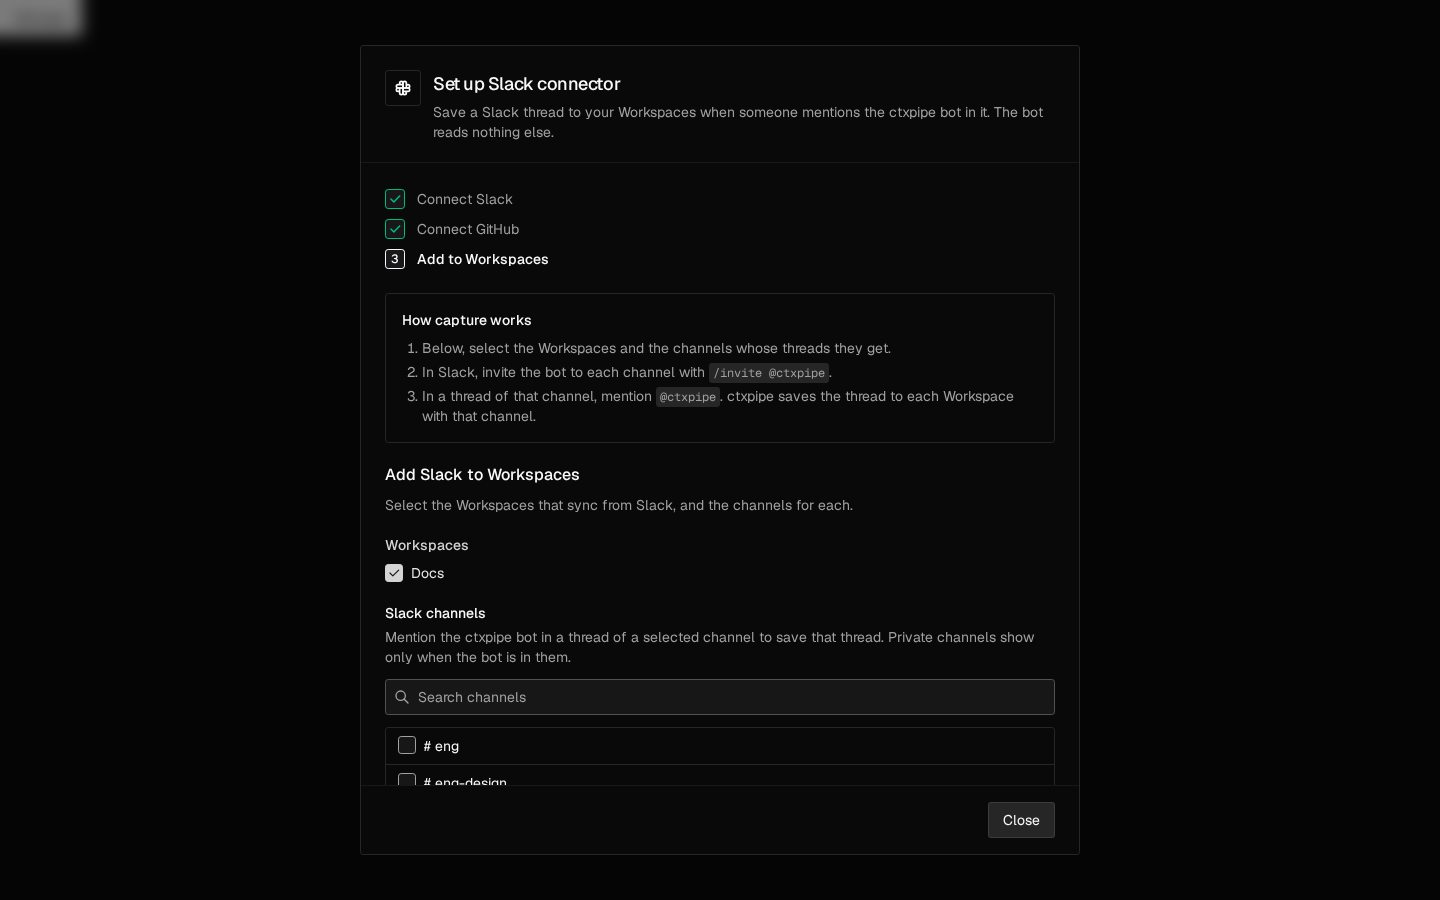 Set up Slack connector
Save a Slack thread to your Workspaces when someone mentions the ctxpipe bot in it. The bot
reads nothing else.
Connect Slack
Connect GitHub
3 Add to Workspaces
How capture works
1. Below, select the Workspaces and the channels whose threads they get.
2. In Slack, invite the bot to each channel with /invite @ctxpipe.
3. In a thread of that channel, mention @ctxpipe. ctxpipe saves the thread to each Workspace
with that channel.
Add Slack to Workspaces
Select the Workspaces that sync from Slack, and the channels for each.
Workspaces
Docs
Slack channels
Mention the ctxpipe bot in a thread of a selected channel to save that thread. Private channels show
only when the bot is in them.
Search channels
# eng
# eng-design
Close